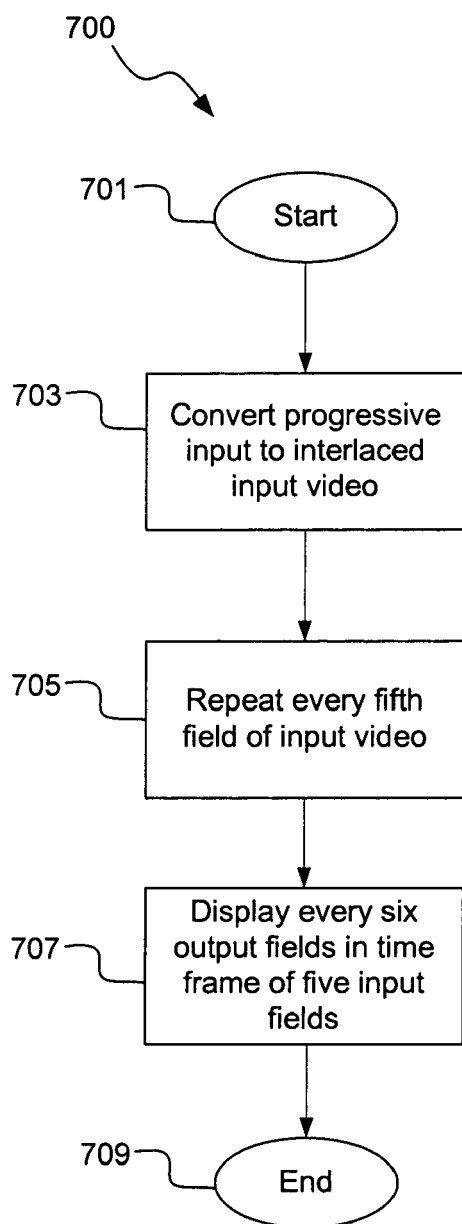 700
701
Start
703
Convert progressive
input to interlaced
input video
705
Repeat every fifth
field of input video
707
Display every six
output fields in time
frame of five input
fields
709
End